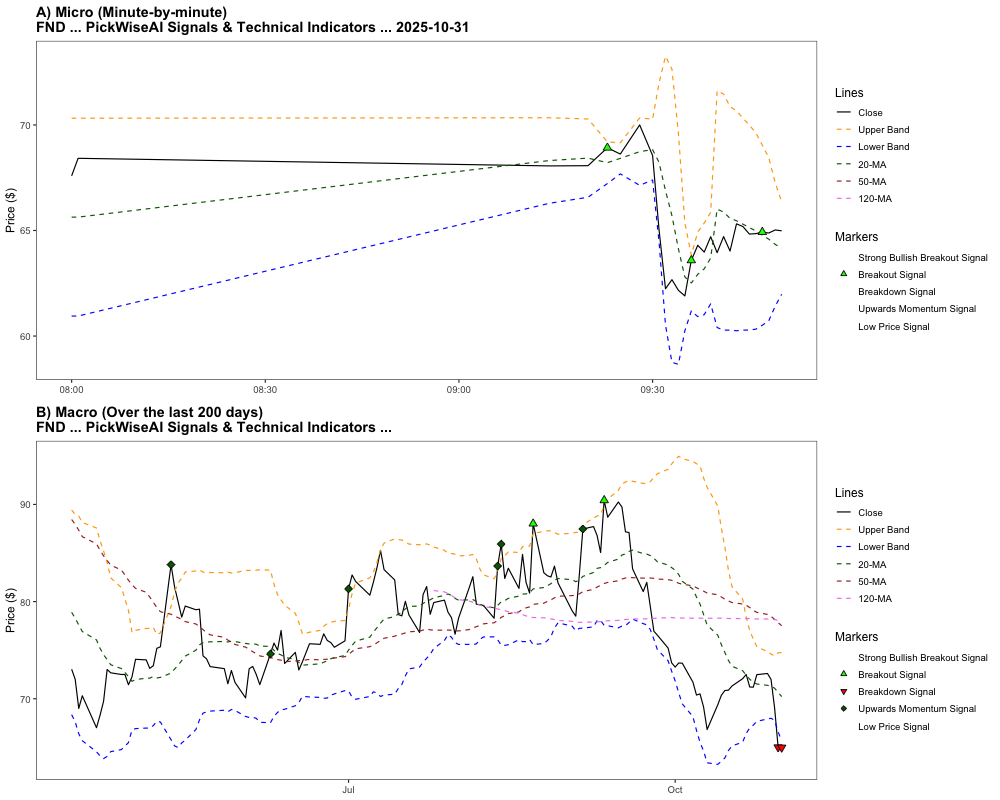 A) Micro (Minute-by-minute)
FND ... PickWiseAI Signals & Technical Indicators ... 2025-10-31
Price ($)
70
65
60
08:00
08:30
09:00
09:30
Lines
Close
Upper Band
Lower Band
20-MA
50-MA
120-MA
Markers
Strong Bullish Breakout Signal
Breakout Signal
Breakdown Signal
Upwards Momentum Signal
Low Price Signal
B) Macro (Over the last 200 days)
FND ... PickWiseAI Signals & Technical Indicators ...
Price ($)
90
80
70
Jul
Oct
Lines
Close
Upper Band
Lower Band
20-MA
50-MA
120-MA
Markers
Strong Bullish Breakout Signal
Breakout Signal
Breakdown Signal
Upwards Momentum Signal
Low Price Signal